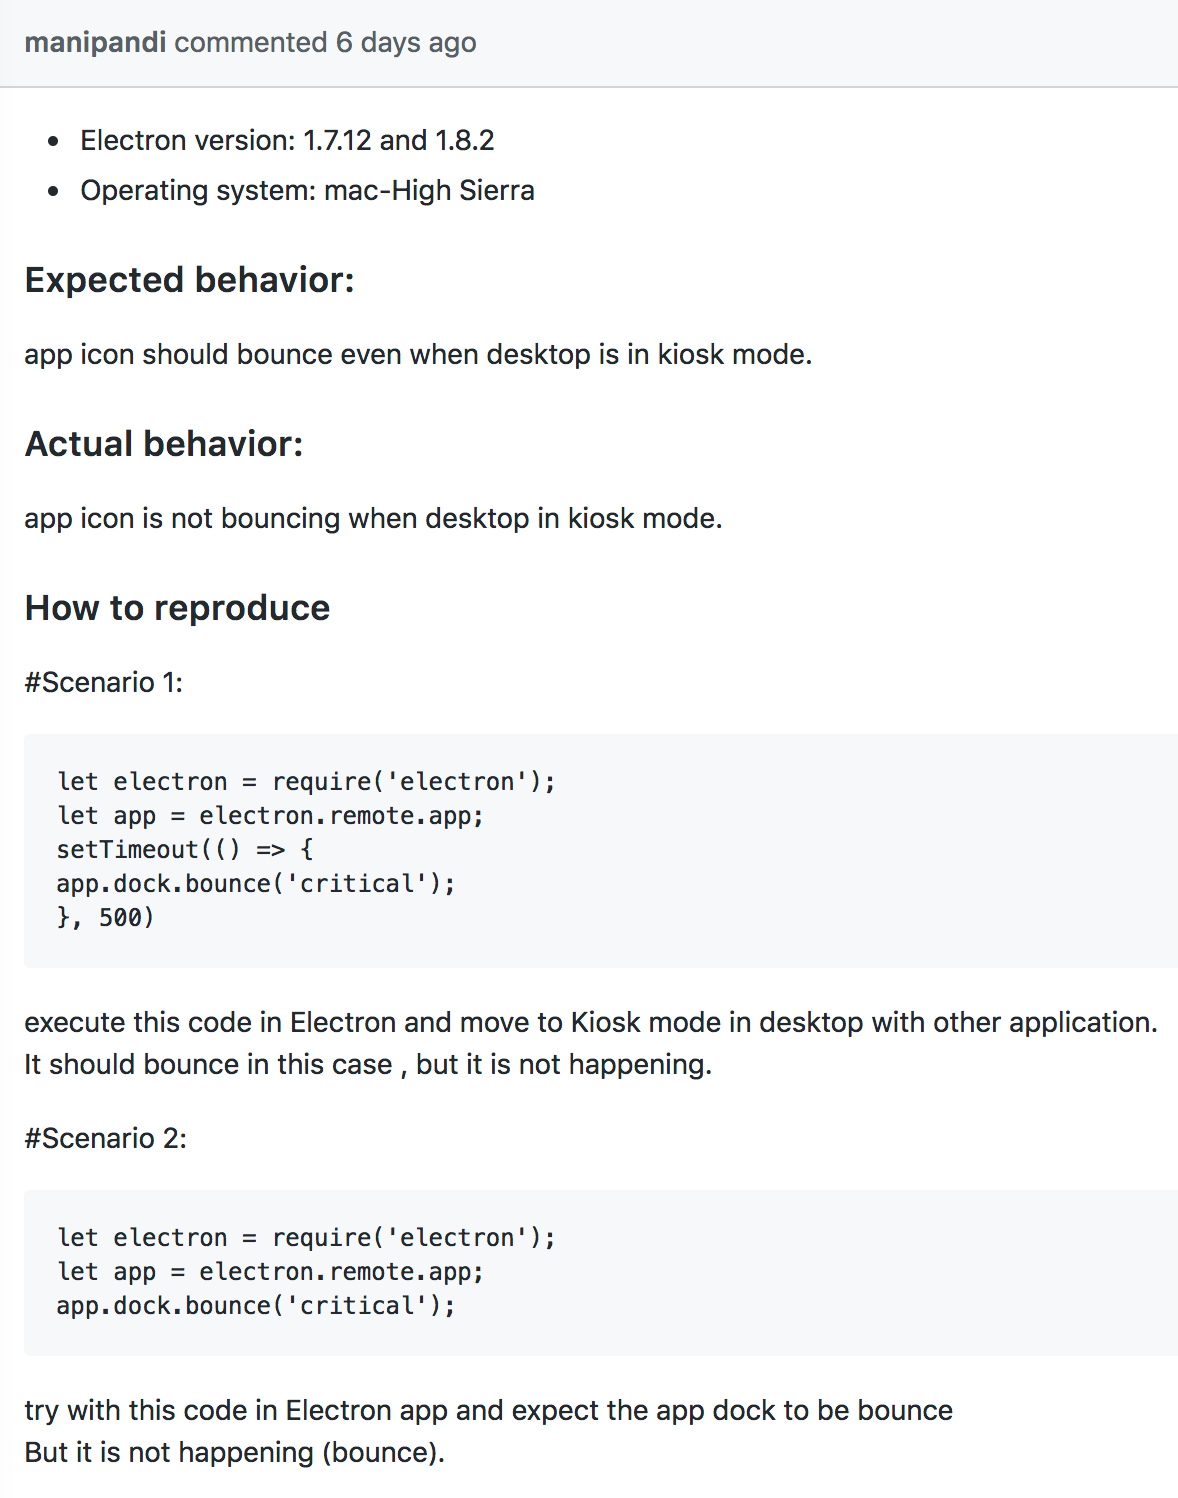 manipandi commented 6 days ago
• Electron version: 1.7.12 and 1.8.2
• Operating system: mac-High Sierra
Expected behavior:
app icon should bounce even when desktop is in kiosk mode.
Actual behavior:
app icon is not bouncing when desktop in kiosk mode.
How to reproduce
#Scenario 1:
let electron = require('electron');
let app = electron.remote.app;
setTimeout(() => {
app.dock.bounce('critical');
}, 500)
execute this code in Electron and move to Kiosk mode in desktop with other application.
It should bounce in this case , but it is not happening.
#Scenario 2:
let electron = require('electron');
let app = electron.remote.app;
app.dock.bounce('critical');
try with this code in Electron app and expect the app dock to be bounce
But it is not happening (bounce).